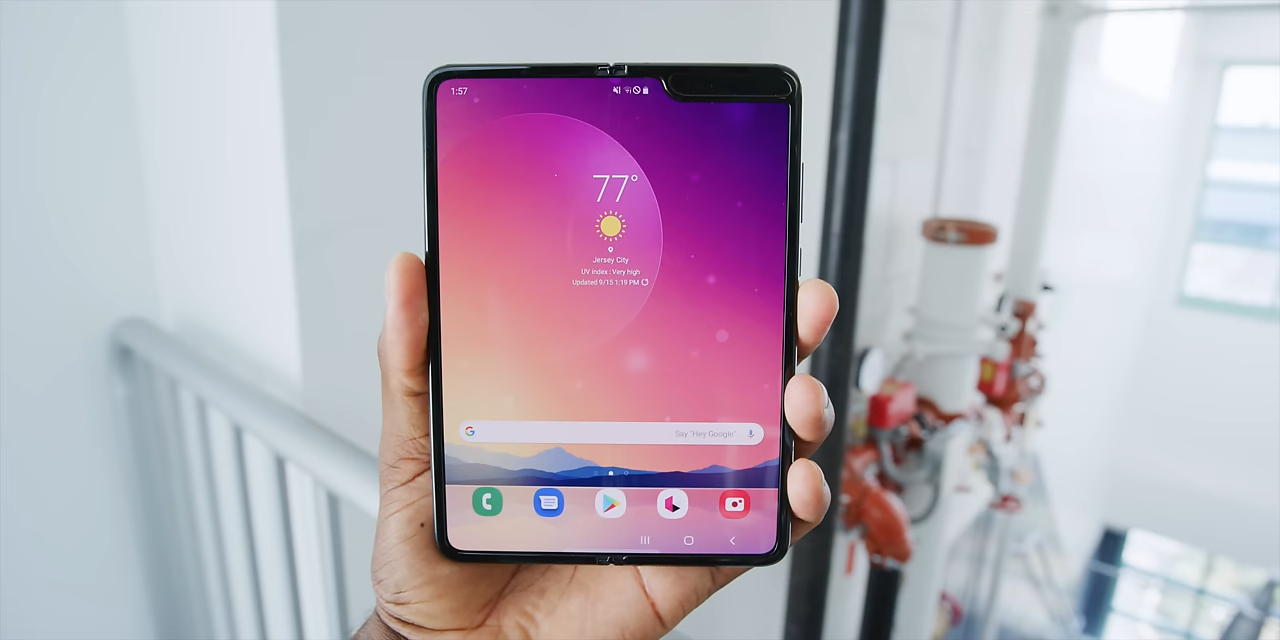 1:57
77°
Jersey City
UV index : Very high
Updated 9/15 1:19 PM
G
Say "Hey Google"